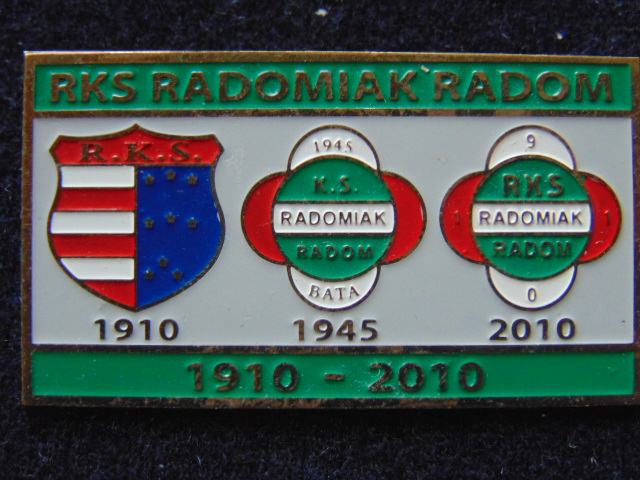 RKS RADOMIAK RADOM
R.K.S.
1910
1945
K.S.
RADOMIAK
RADOM
BATA
1945
9
RKS
1 RADOMIAK 1
RADOM
0
2010
1910 - 2010